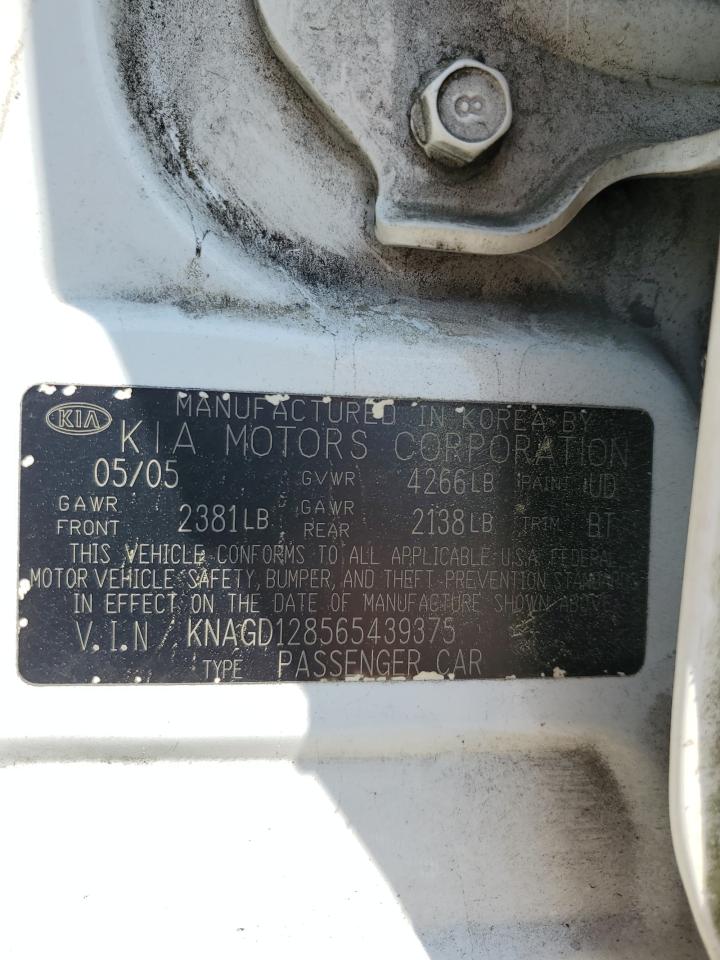 8
KIA
MANUFACTURED IN KOREA BY
KIA MOTORS CORPORATION
05/05 GVWR 4266LB PAINT UD
GAWR FRONT 2381LB GAWR REAR 2138LB TRIM BT
THIS VEHICLE CONFORMS TO ALL APPLICABLE U.S.A. FEDERAL
MOTOR VEHICLE SAFETY, BUMPER, AND THEFT PREVENTION
IN EFFECT ON THE DATE OF MANUFACTURE SHOWN ABOVE
V.I.N / KNAGD128565439375
TYPE PASSENGER CAR